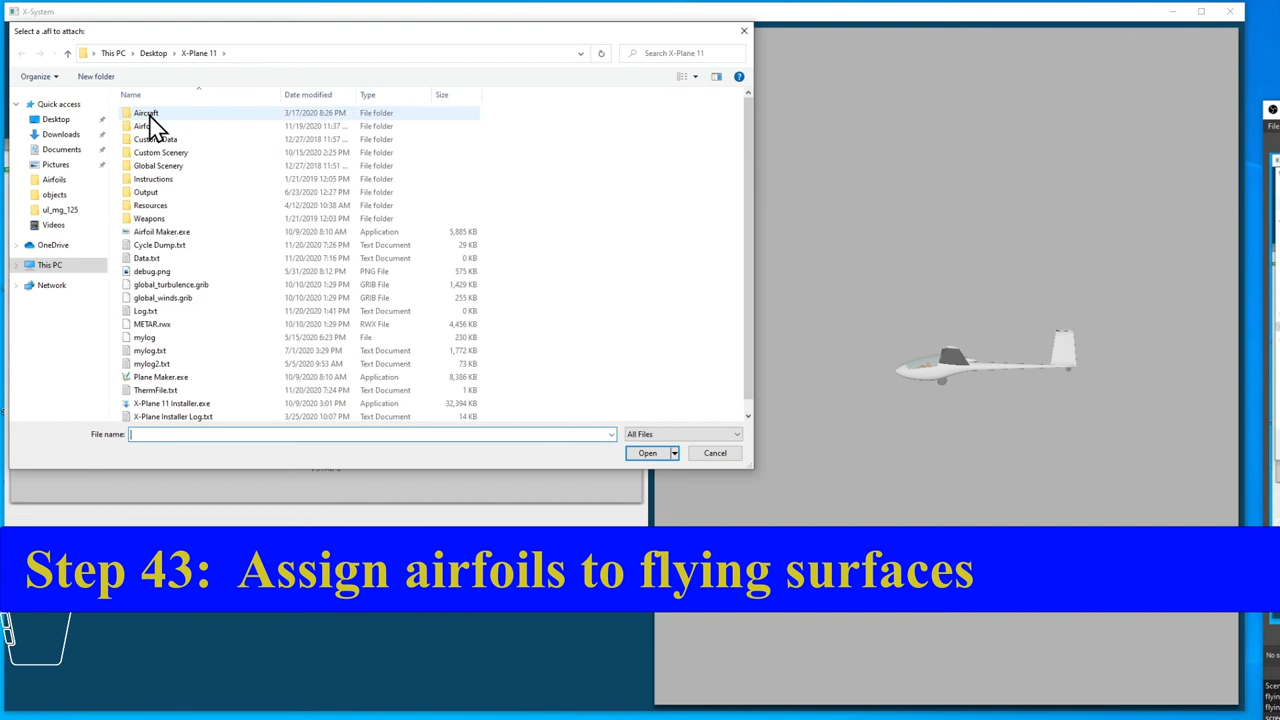 X-System
Select a .afl to attach:
This PC > Desktop > X-Plane 11 >
Search X-Plane 11
Organize
New folder
Name
Date modified
Type
Size
Quick access
Desktop
Downloads
Documents
Pictures
Airfoils
objects
ul_mg_125
Videos
OneDrive
This PC
Network
Aircraft 3/17/2020 8:26 PM File folder
11/19/2020 11:37 ... File folder
12/27/2018 11:57 ... File folder
Custom Scenery 10/15/2020 2:25 PM File folder
Global Scenery 12/27/2018 11:51 ... File folder
Instructions 1/21/2019 12:05 PM File folder
Output 6/23/2020 12:27 PM File folder
Resources 4/12/2020 10:38 AM File folder
Weapons 1/21/2019 12:03 PM File folder
Airfoil Maker.exe 10/9/2020 8:10 AM Application 5,885 KB
Cycle Dump.txt 11/20/2020 7:26 PM Text Document 29 KB
Data.txt 11/20/2020 7:16 PM Text Document 0 KB
debug.png 5/31/2020 8:12 PM PNG File 575 KB
global_turbulence.grib 10/10/2020 1:29 PM GRIB File 1,429 KB
global_winds.grib 10/10/2020 1:29 PM GRIB File 255 KB
Log.txt 11/20/2020 1:41 PM Text Document 0 KB
METAR.rwx 10/10/2020 1:29 PM RWX File 4,456 KB
mylog 5/15/2020 6:23 PM File 230 KB
mylog.txt 7/1/2020 3:29 PM Text Document 1,772 KB
mylog2.txt 5/5/2020 9:53 AM Text Document 73 KB
Plane Maker.exe 10/9/2020 8:10 AM Application 8,386 KB
ThermFile.txt 11/20/2020 7:24 PM Text Document 1 KB
X-Plane 11 Installer.exe 10/9/2020 3:01 PM Application 32,394 KB
X-Plane Installer Log.txt 3/25/2020 10:07 PM Text Document 14 KB
File name:
All Files
Open
Cancel
Step 43: Assign airfoils to flying surfaces